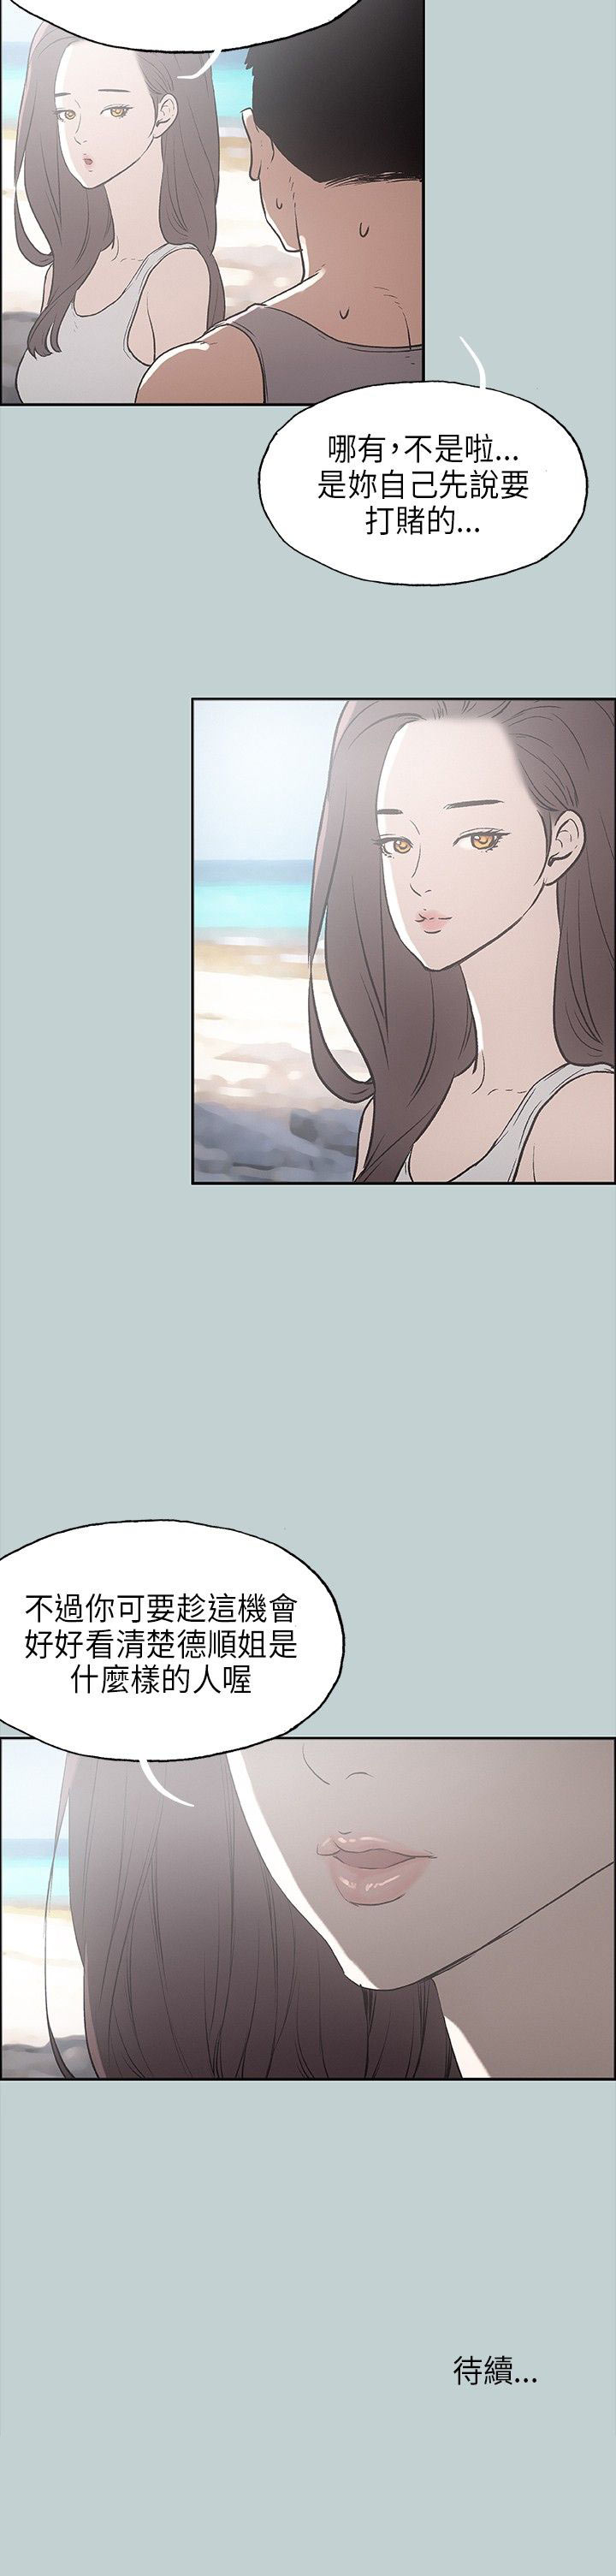 哪有，不是啦...
是妳自己先說要
打賭的...
不過你可要趁這機會
好好看清楚德順姐是
什麼樣的人喔
待續...